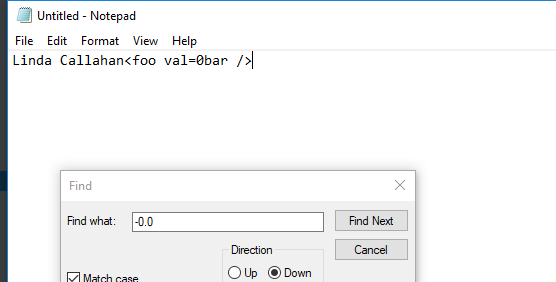 Untitled - Notepad
File Edit Format View Help
Linda Callahan<foo val=0bar />
Find
Find what: -0.0 Find Next
Direction Cancel
Match case Up Down